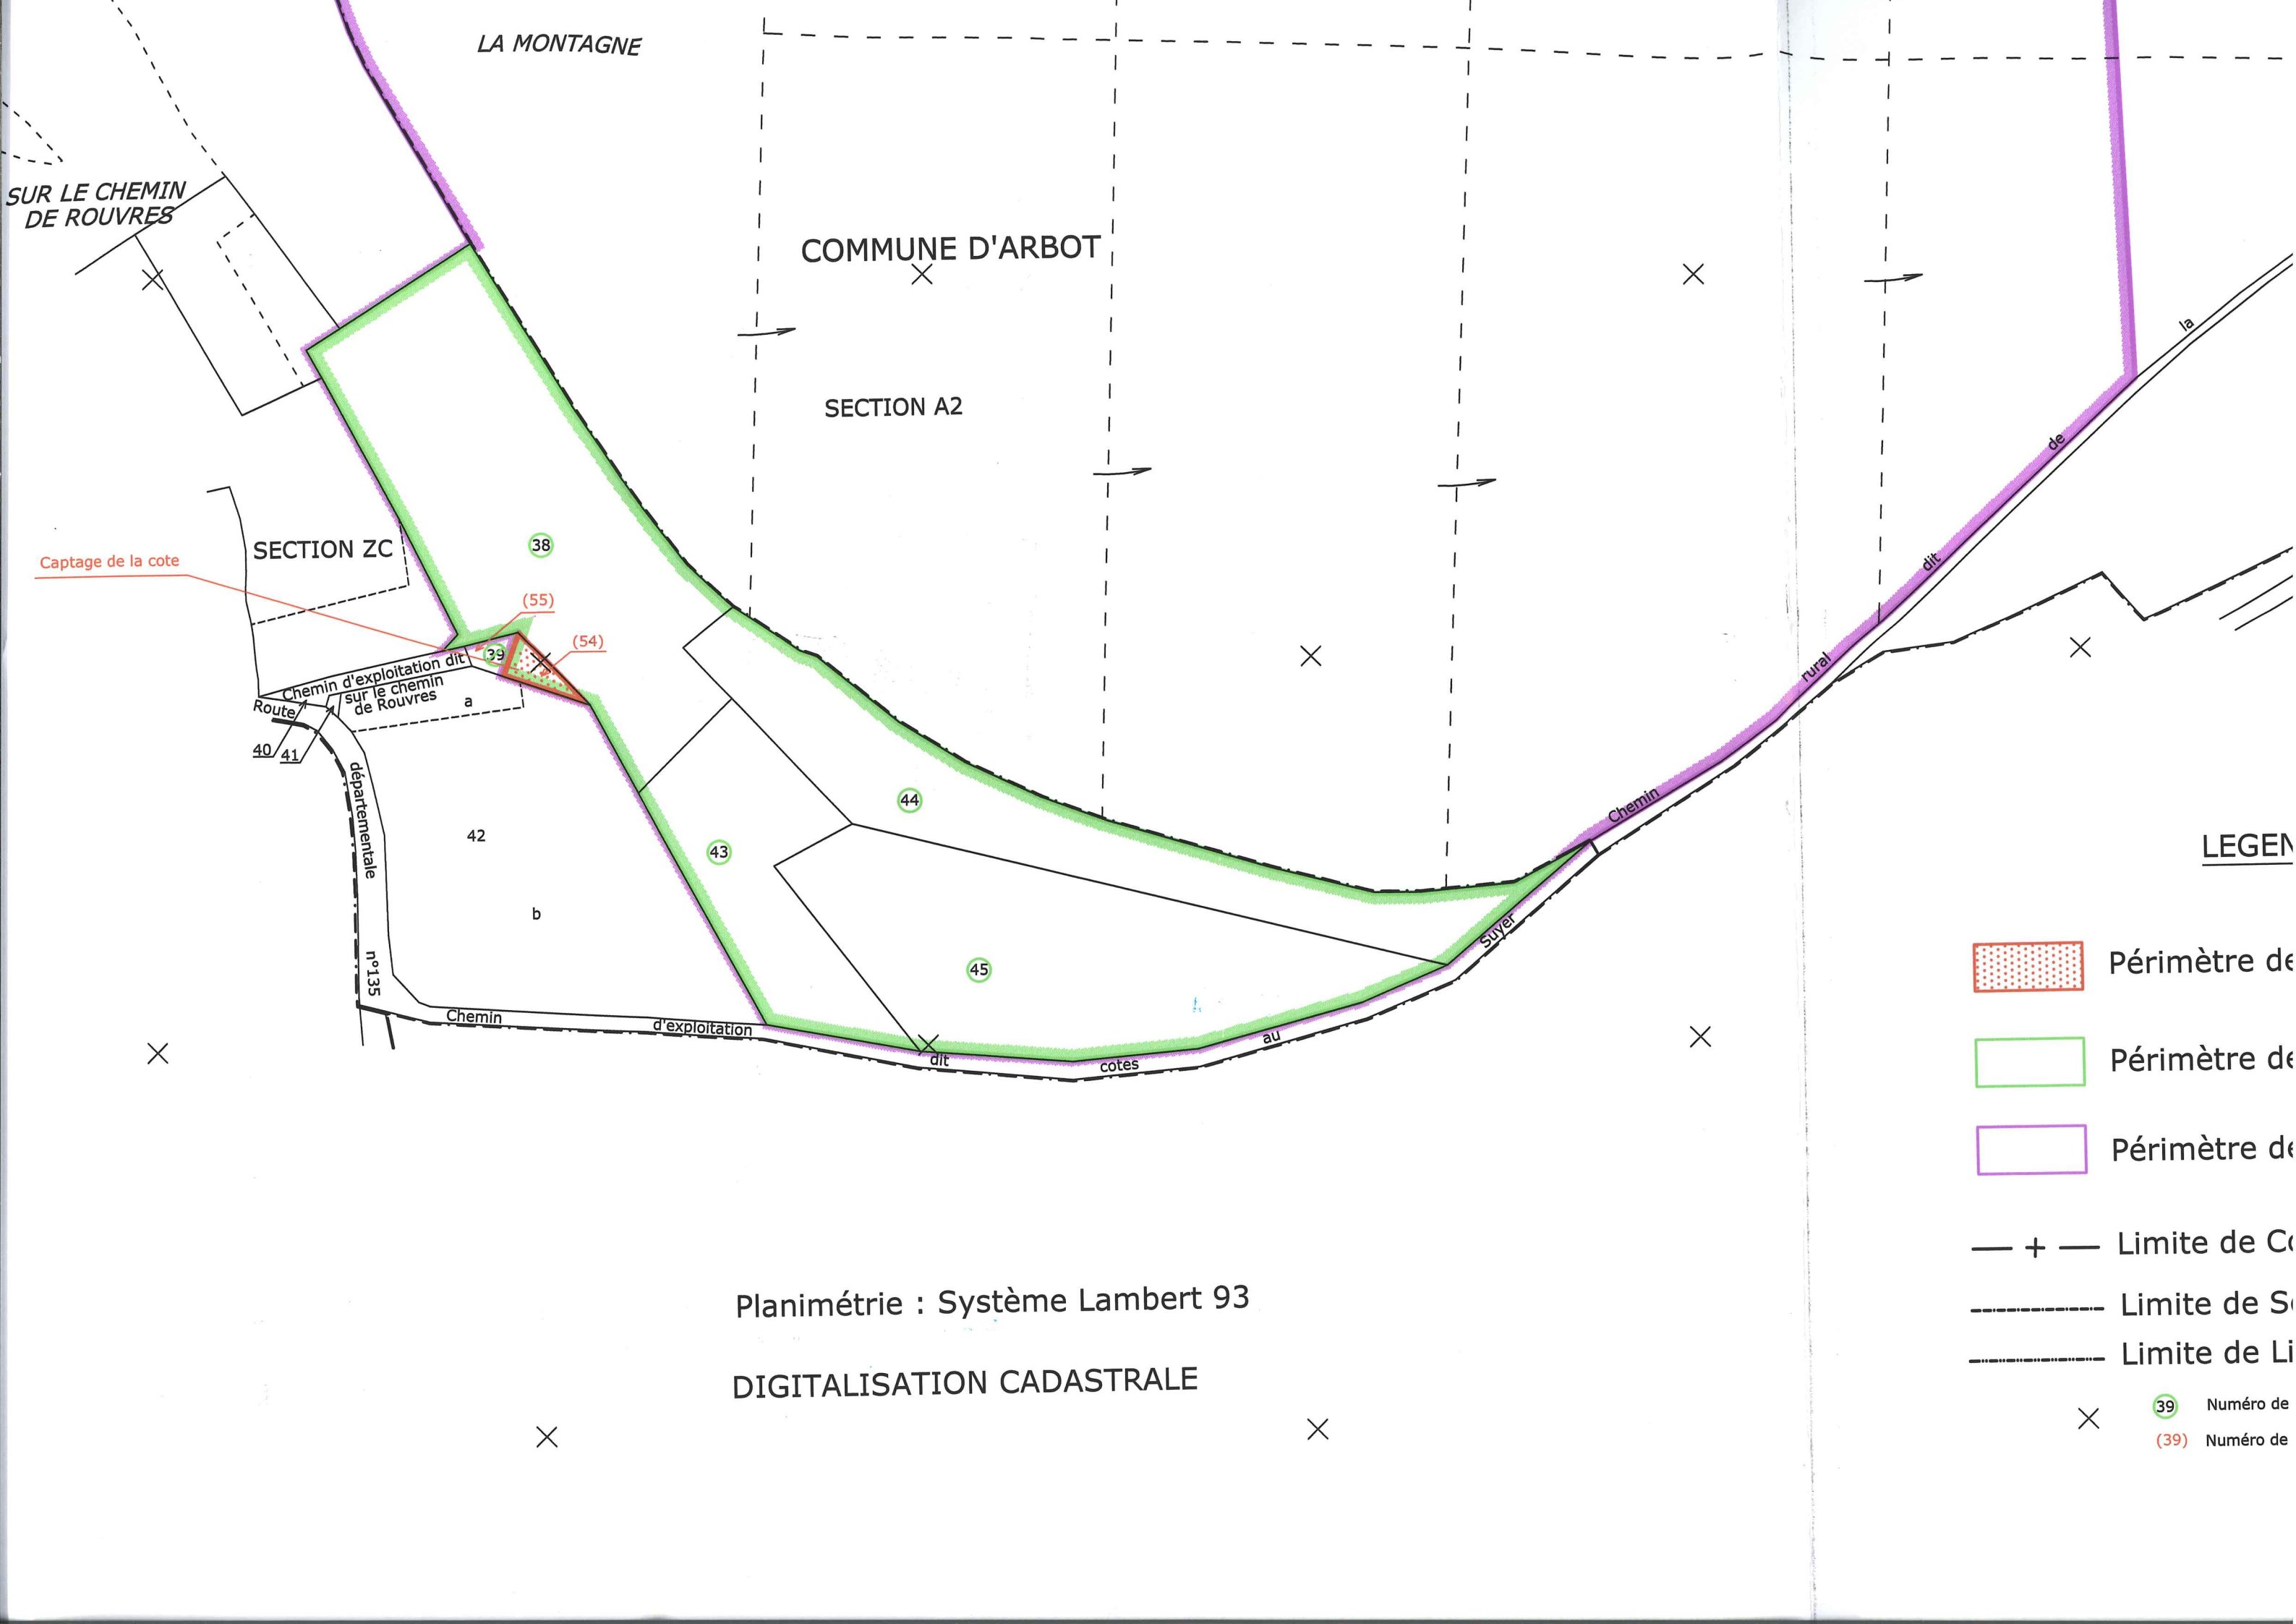 LA MONTAGNE
SUR LE CHEMIN
DE ROUVRES
COMMUNE D'ARBOT
SECTION A2
SECTION ZC
Captage de la cote
38
(55)
(54)
39
Chemin d'exploitation dit
sur le chemin
de Rouvres
a
Route
40
41
départementale
n°135
42
b
43
44
45
Chemin
d'exploitation
dit
cotes
au
Suyer
Chemin
rural
dit
de
la
LEGEN
Périmètre de
Périmètre de
Périmètre de
Limite de Co
Limite de Se
Limite de Li
39 Numéro de
(39) Numéro de
Planimétrie : Système Lambert 93
DIGITALISATION CADASTRALE